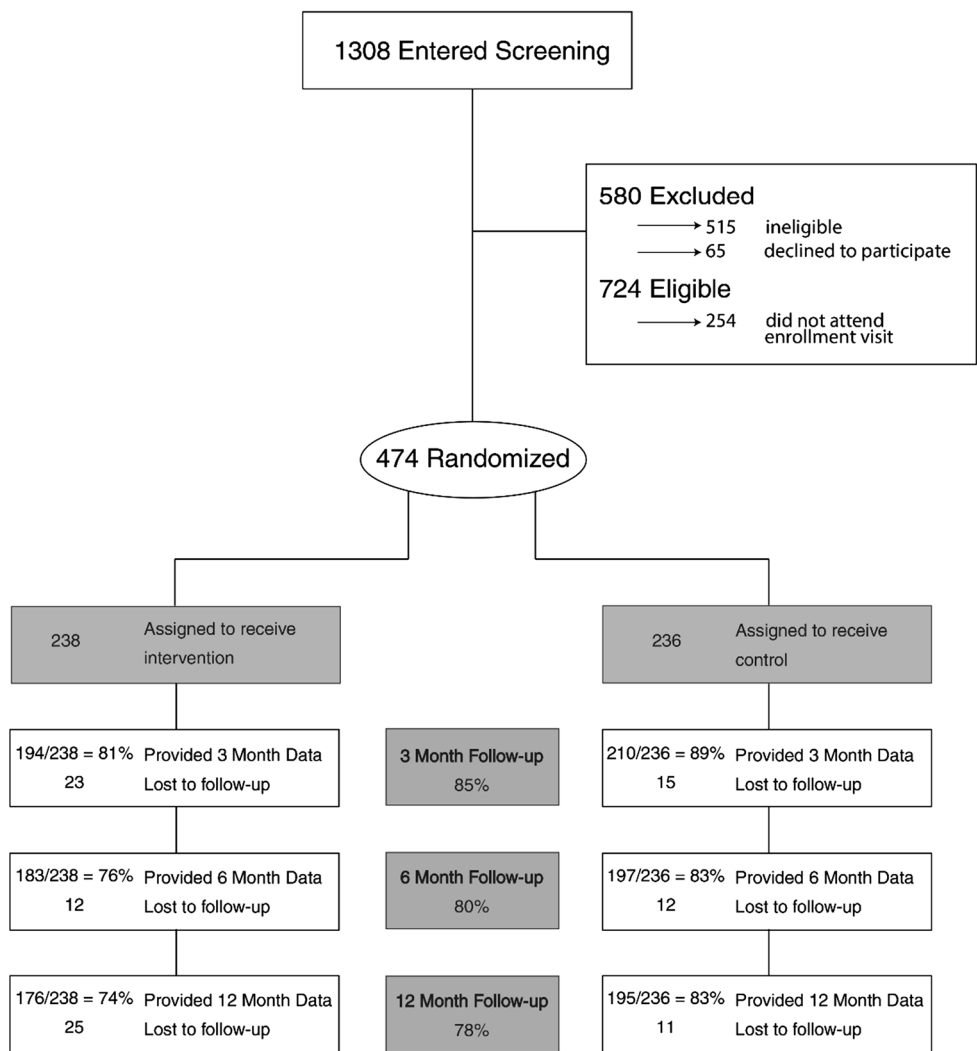 1308 Entered Screening
580 Excluded
515 ineligible
65 declined to participate
724 Eligible
254 did not attend
enrollment visit
474 Randomized
238 Assigned to receive
intervention
236 Assigned to receive
control
194/238 = 81% Provided 3 Month Data
23 Lost to follow-up
3 Month Follow-up
85%
210/236 = 89% Provided 3 Month Data
15 Lost to follow-up
183/238 = 76% Provided 6 Month Data
12 Lost to follow-up
6 Month Follow-up
80%
197/236 = 83% Provided 6 Month Data
12 Lost to follow-up
176/238 = 74% Provided 12 Month Data
25 Lost to follow-up
12 Month Follow-up
78%
195/236 = 83% Provided 12 Month Data
11 Lost to follow-up